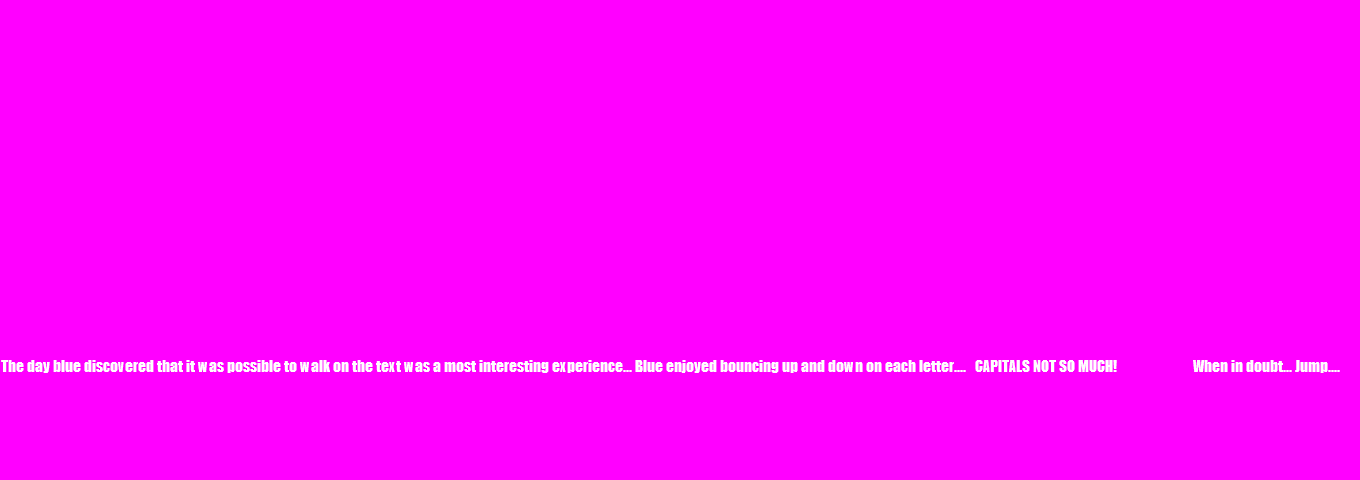 The day blue discovered that it was possible to walk on the text was a most interesting experience... Blue enjoyed bouncing up and down on each letter.... CAPITALS NOT SO MUCH! When in doubt... Jump....